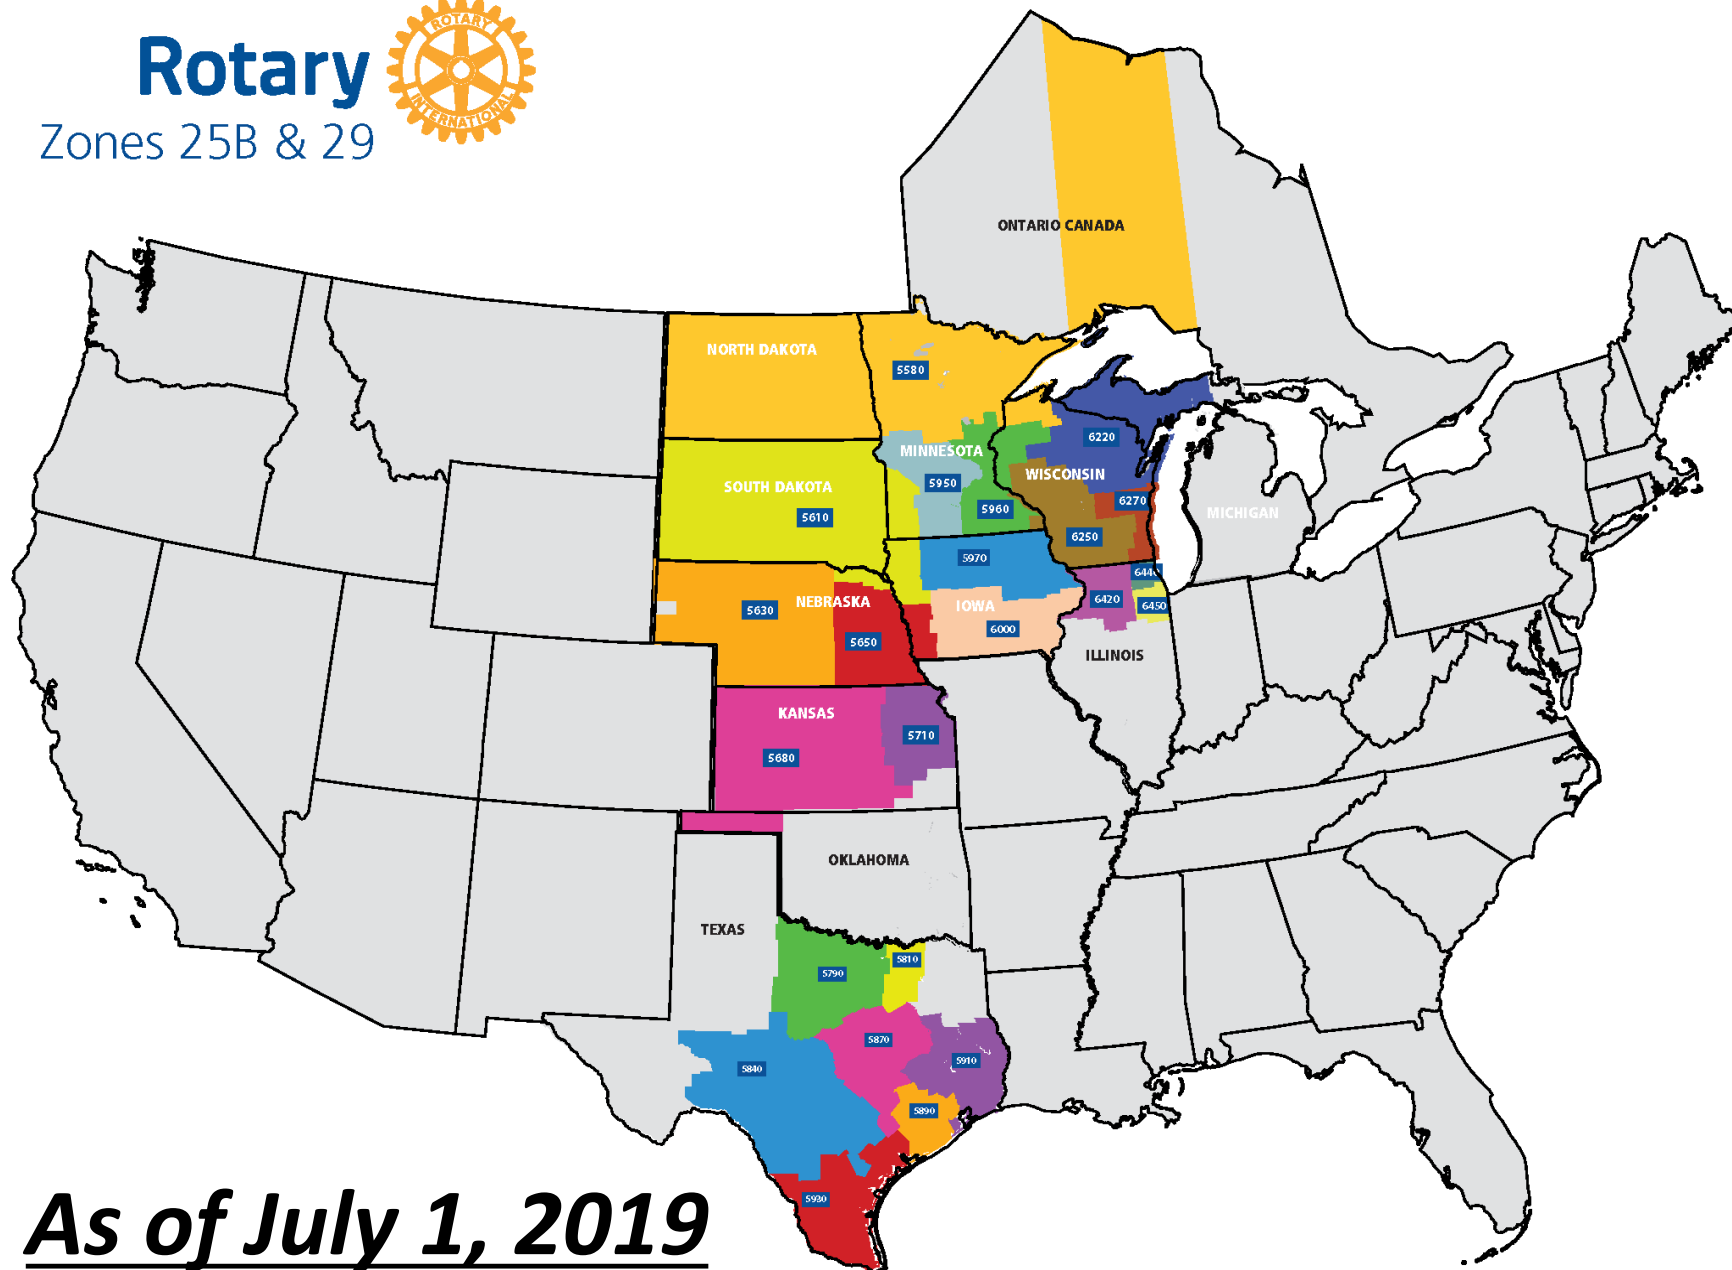 ROTARY
INTERNATIONAL
Rotary
Zones 25B & 29
ONTARIO CANADA
NORTH DAKOTA
5580
6220
MINNESOTA
WISCONSIN
SOUTH DAKOTA
5950
6270
5610
5960
MICHIGAN
6250
5970
6440
NEBRASKA
IOWA
6420
6450
5630
6000
5650
ILLINOIS
KANSAS
5710
5680
OKLAHOMA
TEXAS
5810
5790
5870
5840
5910
5890
5930
As of July 1, 2019